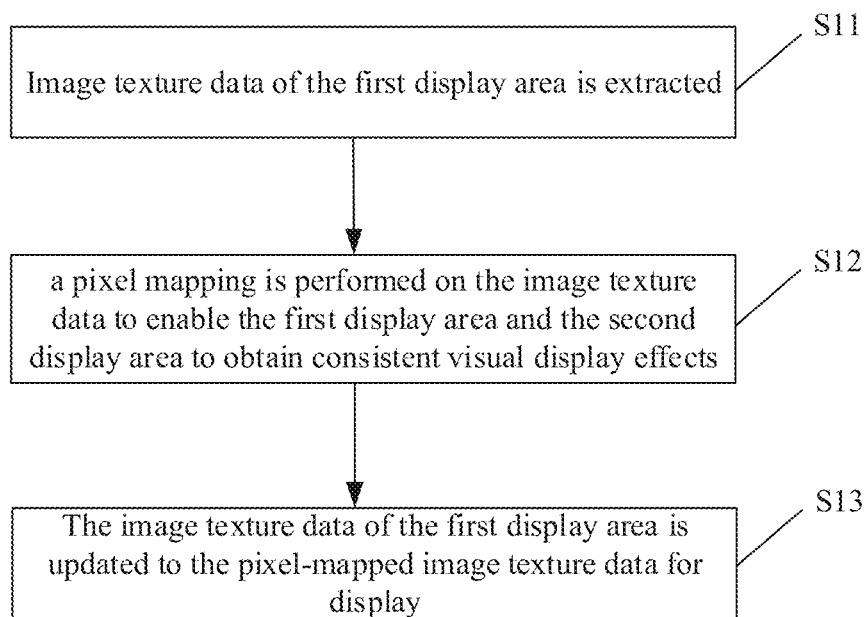 S11
Image texture data of the first display area is extracted
S12
a pixel mapping is performed on the image texture
data to enable the first display area and the second
display area to obtain consistent visual display effects
S13
The image texture data of the first display area is
updated to the pixel-mapped image texture data for
display